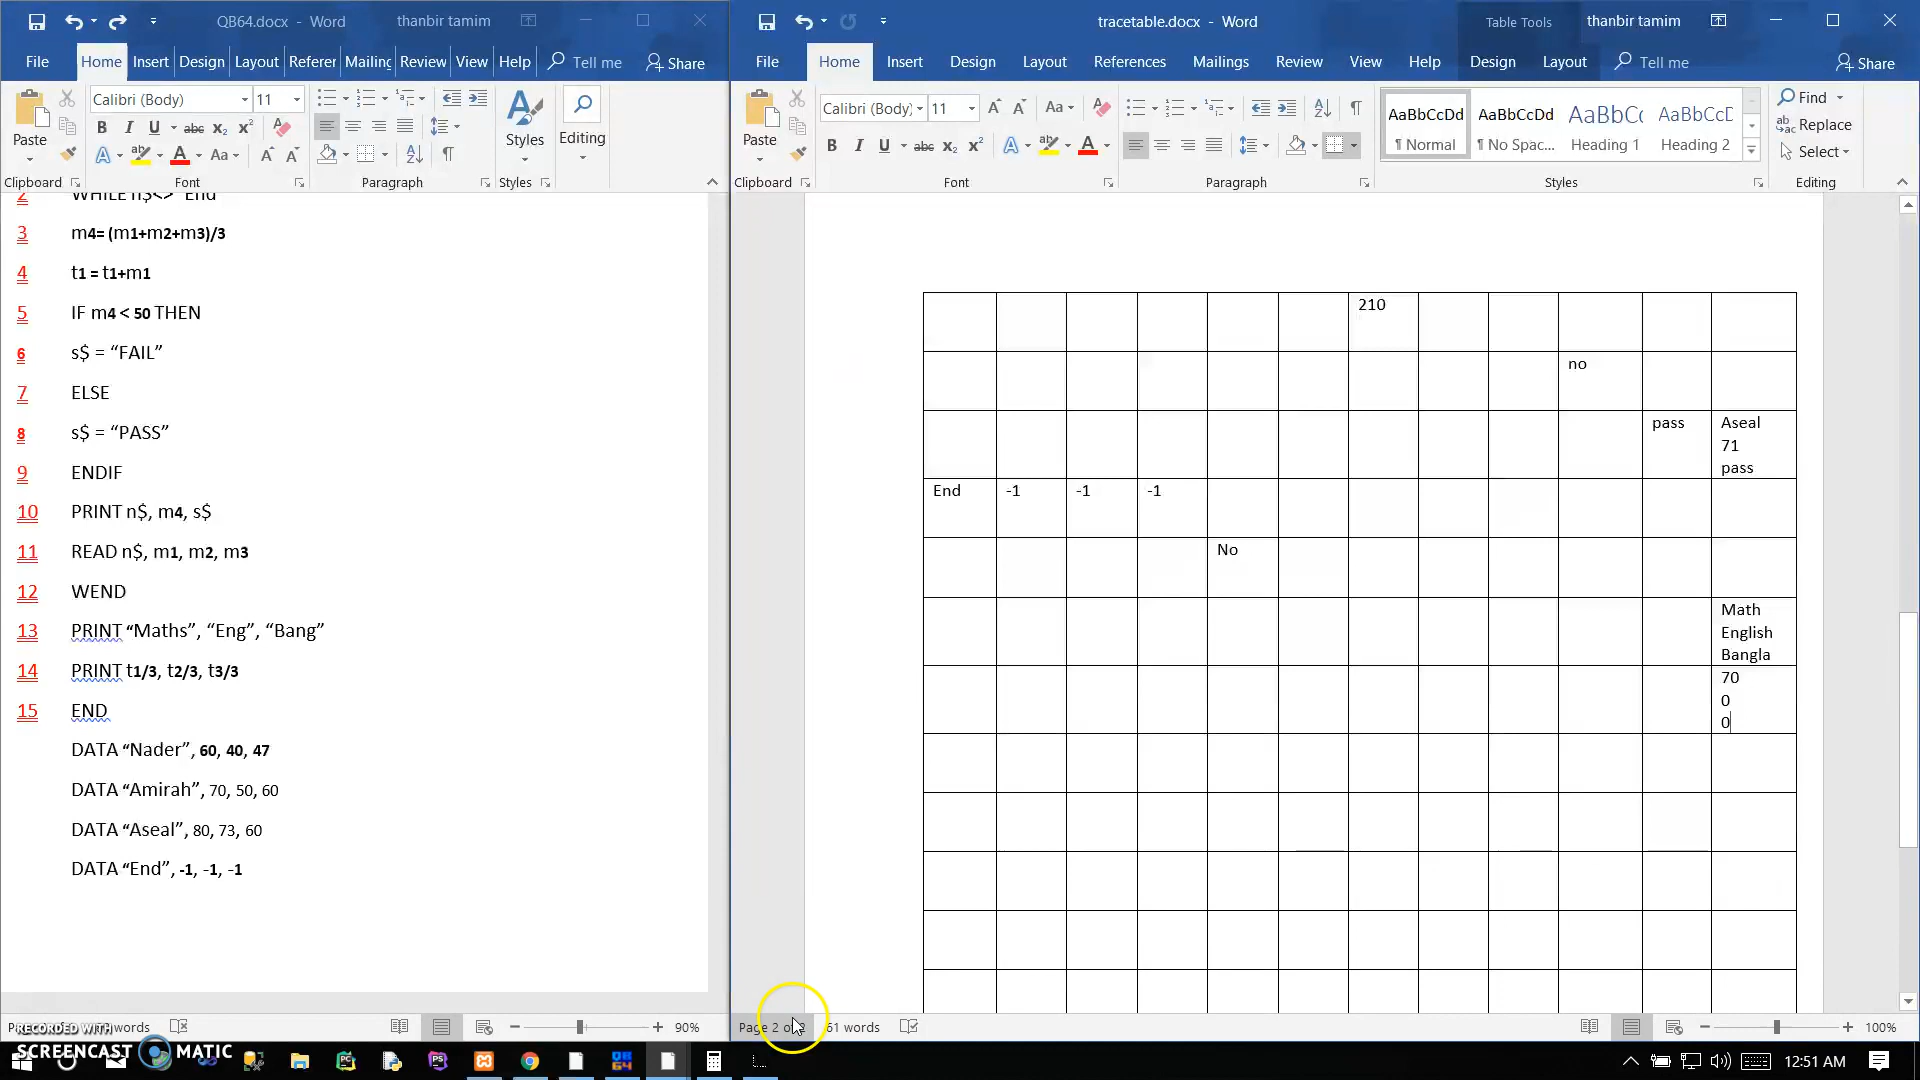 QB64.docx - Word
thanbir tamim
tracetable.docx - Word
Table Tools
thanbir tamim
File Home Insert Design Layout Referer Mailing Review View Help Tell me Share
File Home Insert Design Layout References Mailings Review View Help Design Layout Tell me Share
Calibri (Body) 11
Paste
Styles
Editing
Clipboard Font Paragraph Styles
Calibri (Body) 11
Paste
AaBbCcDd AaBbCcDd AaBbCc AaBbCcD
¶ Normal ¶ No Spac... Heading 1 Heading 2
Find
Replace
Select
Clipboard Font Paragraph Styles Editing
2 WHILE n$<> "End"
3 m4= (m1+m2+m3)/3
4 t1 = t1+m1
5 IF m4 < 50 THEN
6 s$ = “FAIL”
7 ELSE
8 s$ = “PASS”
9 ENDIF
10 PRINT n$, m4, s$
11 READ n$, m1, m2, m3
12 WEND
13 PRINT “Maths”, “Eng”, “Bang”
14 PRINT t1/3, t2/3, t3/3
15 END
DATA “Nader”, 60, 40, 47
DATA “Amirah”, 70, 50, 60
DATA “Aseal”, 80, 73, 60
DATA “End”, -1, -1, -1
210
no
pass Aseal
71
pass
End -1 -1 -1
No
Math
English
Bangla
70
0
0
words
90%
Page 2 of
61 words
100%
RECORDED WITH
SCREENCAST MATIC
12:51 AM